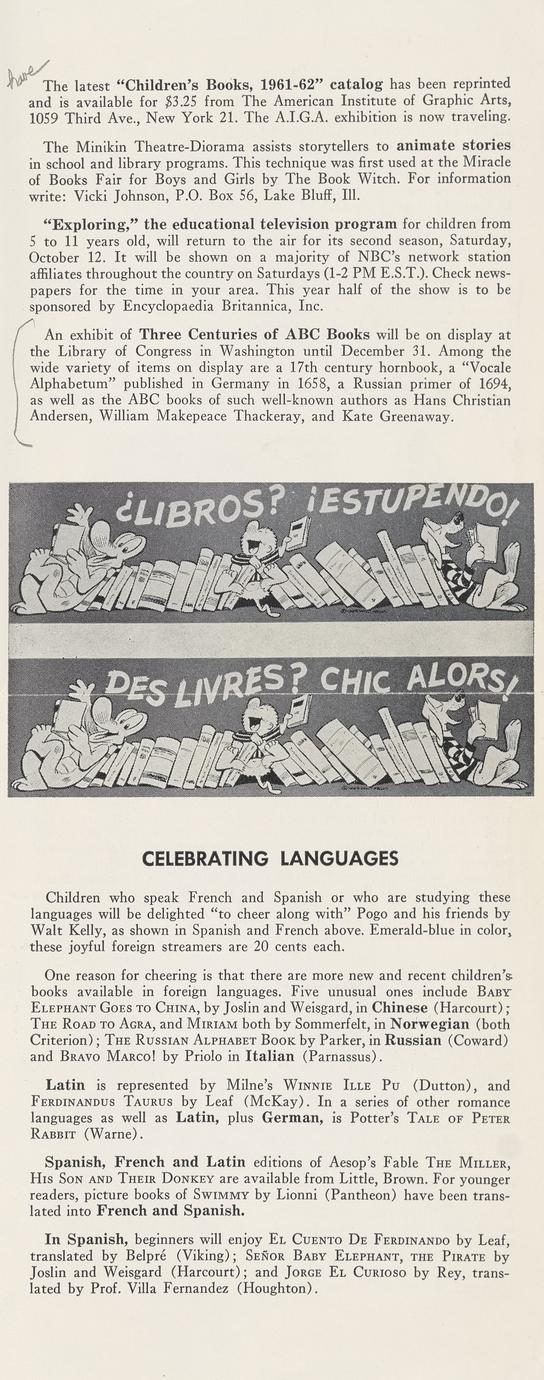 have
The latest “Children’s Books, 1961-62” catalog has been reprinted
and is available for $3.25 from The American Institute of Graphic Arts,
1059 Third Ave., New York 21. The A.I.G.A. exhibition is now traveling.
The Minikin Theatre-Diorama assists storytellers to animate stories
in school and library programs. This technique was first used at the Miracle
of Books Fair for Boys and Girls by The Book Witch. For information
write: Vicki Johnson, P.O. Box 56, Lake Bluff, Ill.
“Exploring,” the educational television program for children from
5 to 11 years old, will return to the air for its second season, Saturday,
October 12. It will be shown on a majority of NBC’s network station
affiliates throughout the country on Saturdays (1-2 PM E.S.T.). Check news-
papers for the time in your area. This year half of the show is to be
sponsored by Encyclopaedia Britannica, Inc.
An exhibit of Three Centuries of ABC Books will be on display at
the Library of Congress in Washington until December 31. Among the
wide variety of items on display are a 17th century hornbook, a “Vocale
Alphabetum” published in Germany in 1658, a Russian primer of 1694,
as well as the ABC books of such well-known authors as Hans Christian
Andersen, William Makepeace Thackeray, and Kate Greenaway.
¿LIBROS? ¡ESTUPENDO!
DES LIVRES? CHIC ALORS!
CELEBRATING LANGUAGES
Children who speak French and Spanish or who are studying these
languages will be delighted “to cheer along with” Pogo and his friends by
Walt Kelly, as shown in Spanish and French above. Emerald-blue in color,
these joyful foreign streamers are 20 cents each.
One reason for cheering is that there are more new and recent children’s
books available in foreign languages. Five unusual ones include BABY
ELEPHANT GOES TO CHINA, by Joslin and Weisgard, in Chinese (Harcourt);
THE ROAD TO AGRA, and MIRIAM both by Sommerfelt, in Norwegian (both
Criterion); THE RUSSIAN ALPHABET BOOK by Parker, in Russian (Coward)
and BRAVO MARCO! by Priolo in Italian (Parnassus).
Latin is represented by Milne’s WINNIE ILLE PU (Dutton), and
FERDINANDUS TAURUS by Leaf (McKay). In a series of other romance
languages as well as Latin, plus German, is Potter’s TALE OF PETER
RABBIT (Warne).
Spanish, French and Latin editions of Aesop’s Fable THE MILLER,
HIS SON AND THEIR DONKEY are available from Little, Brown. For younger
readers, picture books of SWIMMY by Lionni (Pantheon) have been trans-
lated into French and Spanish.
In Spanish, beginners will enjoy EL CUENTO DE FERDINANDO by Leaf,
translated by Belpré (Viking); SEÑOR BABY ELEPHANT, THE PIRATE by
Joslin and Weisgard (Harcourt); and JORGE EL CURIOSO by Rey, trans-
lated by Prof. Villa Fernandez (Houghton).